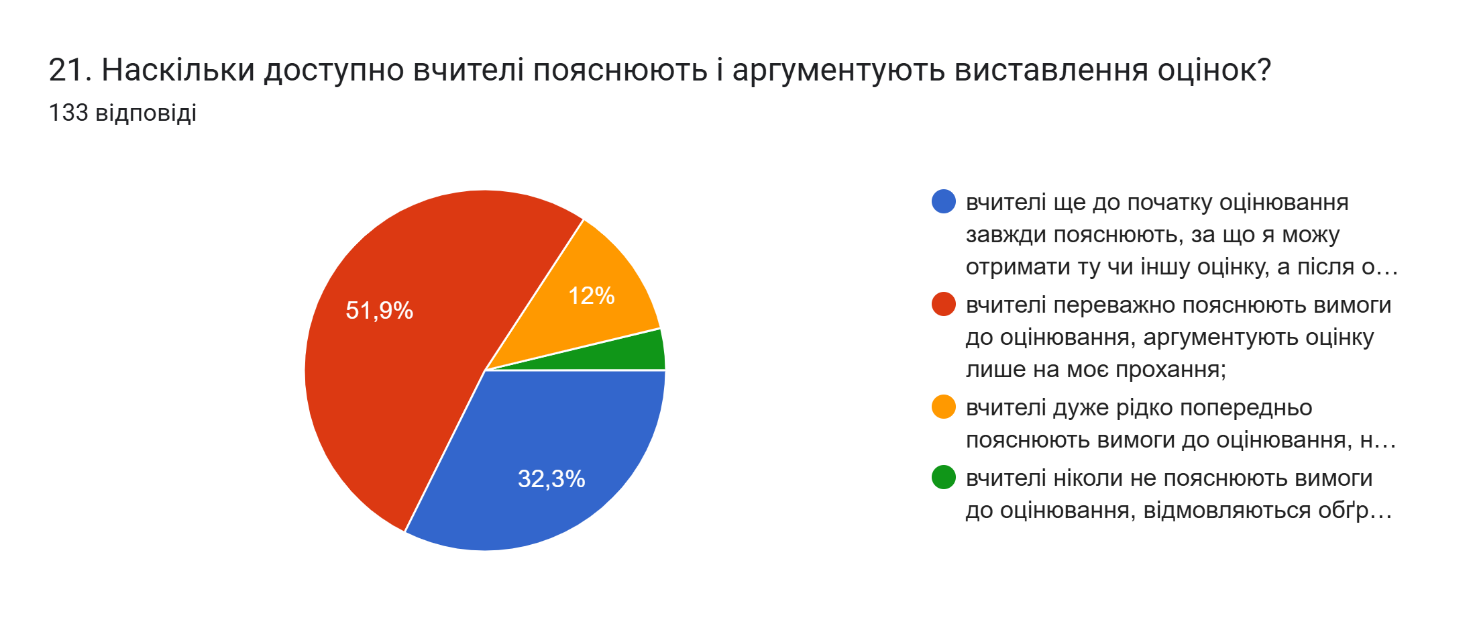 21. Наскільки доступно вчителі пояснюють і аргументують виставлення оцінок?
133 відповіді
51,9%
12%
32,3%
вчителі ще до початку оцінювання
завжди пояснюють, за що я можу
отримати ту чи іншу оцінку, а після о…
вчителі переважно пояснюють вимоги
до оцінювання, аргументують оцінку
лише на моє прохання;
вчителі дуже рідко попередньо
пояснюють вимоги до оцінювання, н…
вчителі ніколи не пояснюють вимоги
до оцінювання, відмовляються обґр…